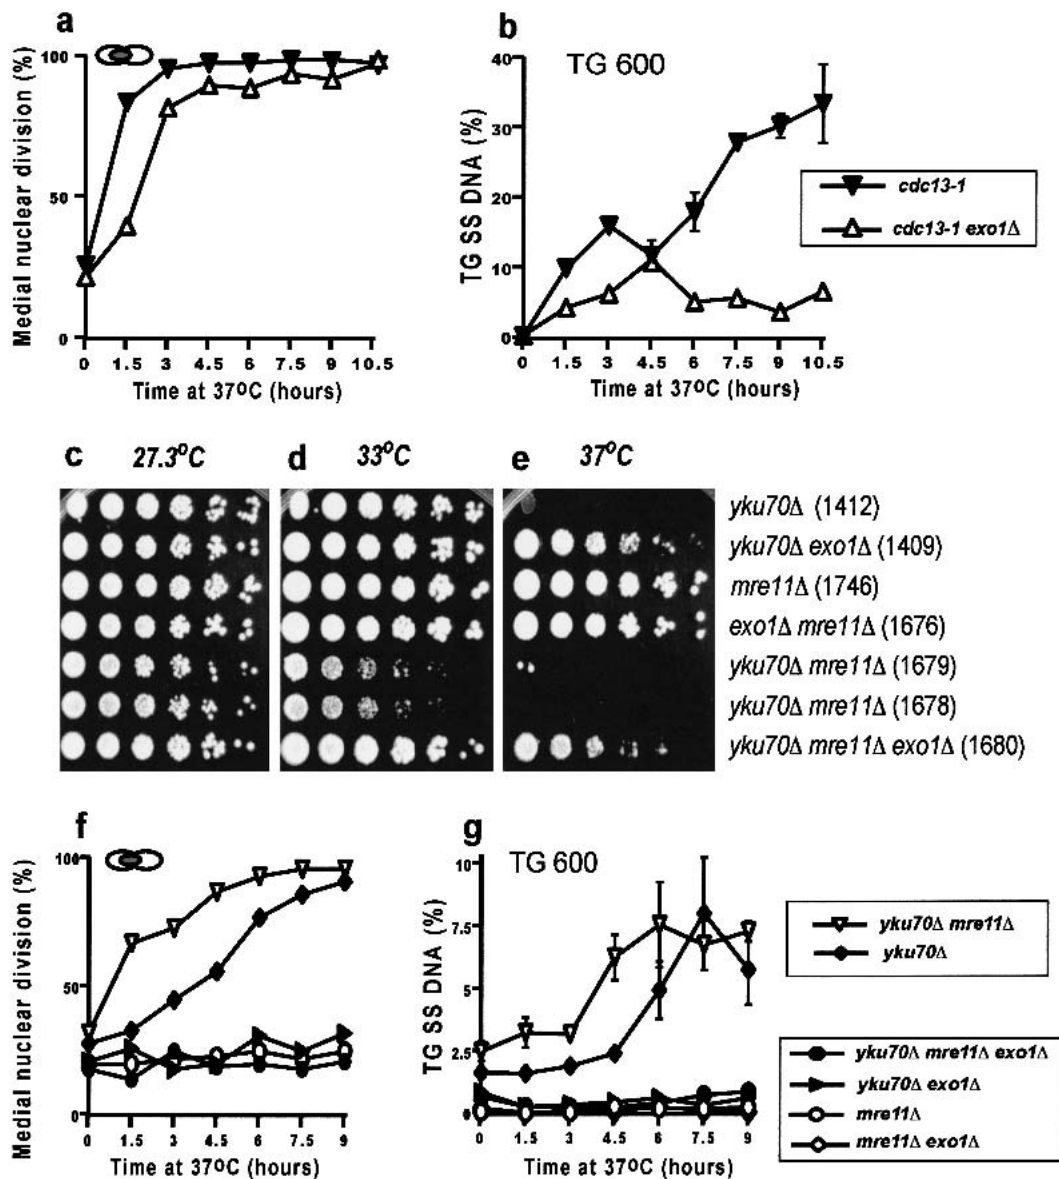 a
Medial nuclear division (%)
100
50
0
0 1.5 3 4.5 6 7.5 9 10.5
Time at 37ºC (hours)
b
TG 600
TG SS DNA (%)
40
30
20
10
0
0 1.5 3 4.5 6 7.5 9 10.5
Time at 37ºC (hours)
cdc13-1
cdc13-1 exo1Δ
c 27.3ºC
d 33ºC
e 37ºC
yku70Δ (1412)
yku70Δ exo1Δ (1409)
mre11Δ (1746)
exo1Δ mre11Δ (1676)
yku70Δ mre11Δ (1679)
yku70Δ mre11Δ (1678)
yku70Δ mre11Δ exo1Δ (1680)
f
Medial nuclear division (%)
100
50
0
0 1.5 3 4.5 6 7.5 9
Time at 37ºC (hours)
g
TG 600
TG SS DNA (%)
10
7.5
5
2.5
0
0 1.5 3 4.5 6 7.5 9
Time at 37ºC (hours)
yku70Δ mre11Δ
yku70Δ
yku70Δ mre11Δ exo1Δ
yku70Δ exo1Δ
mre11Δ
mre11Δ exo1Δ